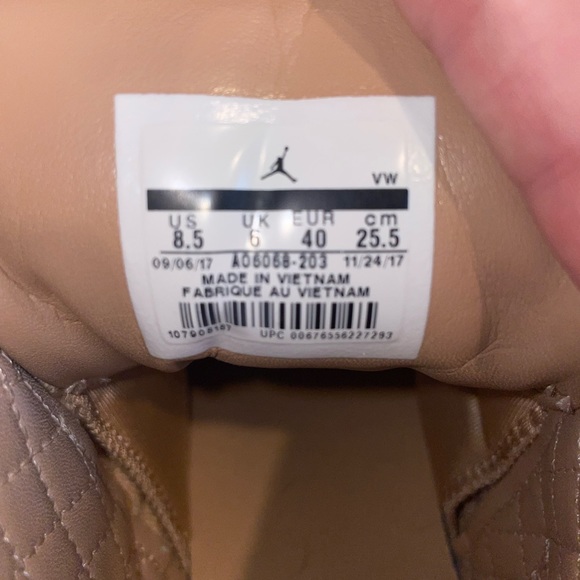 VW
US UK EUR cm
8.5 6 40 25.5
09/06/17 AO6068-203 11/24/17
MADE IN VIETNAM
FABRIQUE AU VIETNAM
UPC 00676556227293